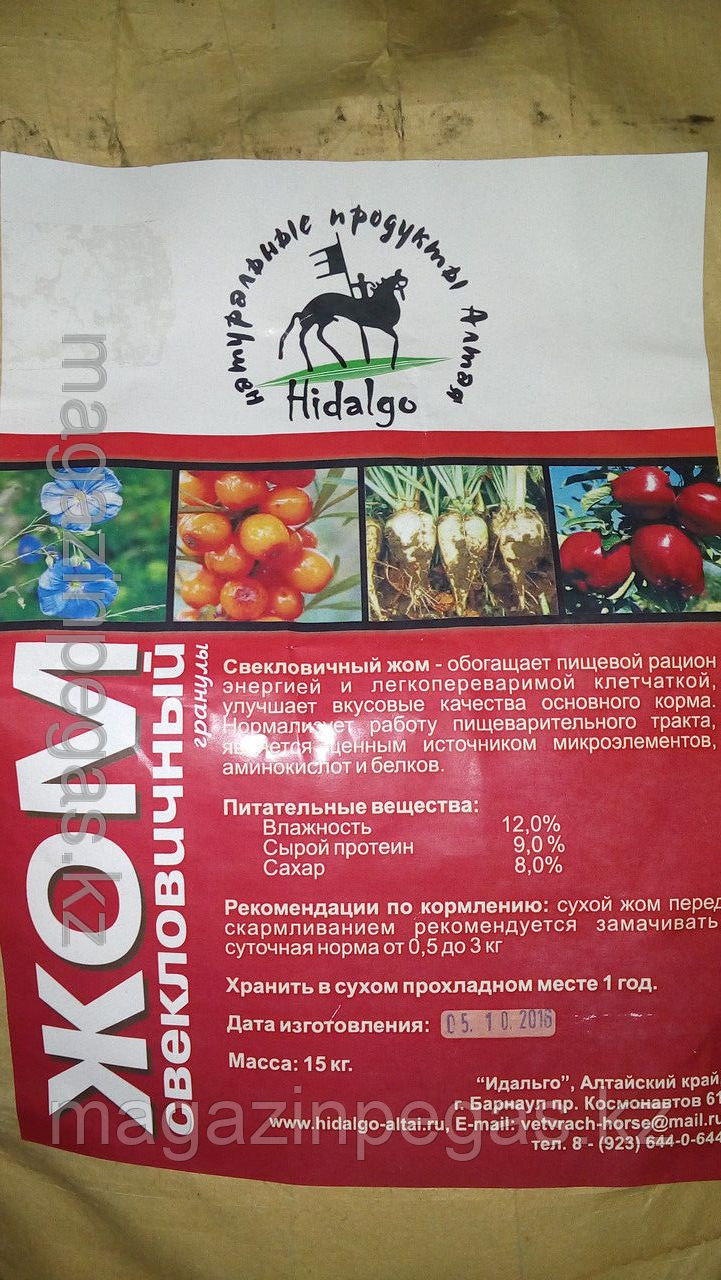 натуральные продукты Алтая
Hidalgo
ЖОМ
свекловичный
гранулы
Свекловичный жом - обогащает пищевой рацион
энергией и легкопереваримой клетчаткой,
улучшает вкусовые качества основного корма.
Нормализует работу пищеварительного тракта,
является ценным источником микроэлементов,
аминокислот и белков.
Питательные вещества:
Влажность 12,0%
Сырой протеин 9,0%
Сахар 8,0%
Рекомендации по кормлению: сухой жом перед
скармливанием рекомендуется замачивать
суточная норма от 0,5 до 3 кг
Хранить в сухом прохладном месте 1 год.
Дата изготовления: 05.10.2016
Масса: 15 кг.
"Идальго", Алтайский край
г. Барнаул пр. Космонавтов 61
www.hidalgo-altai.ru, E-mail: vetvrach-horse@mail.ru
тел. 8 - (923) 644-0-644
magazinpegas.kz
magazinpegas.kz